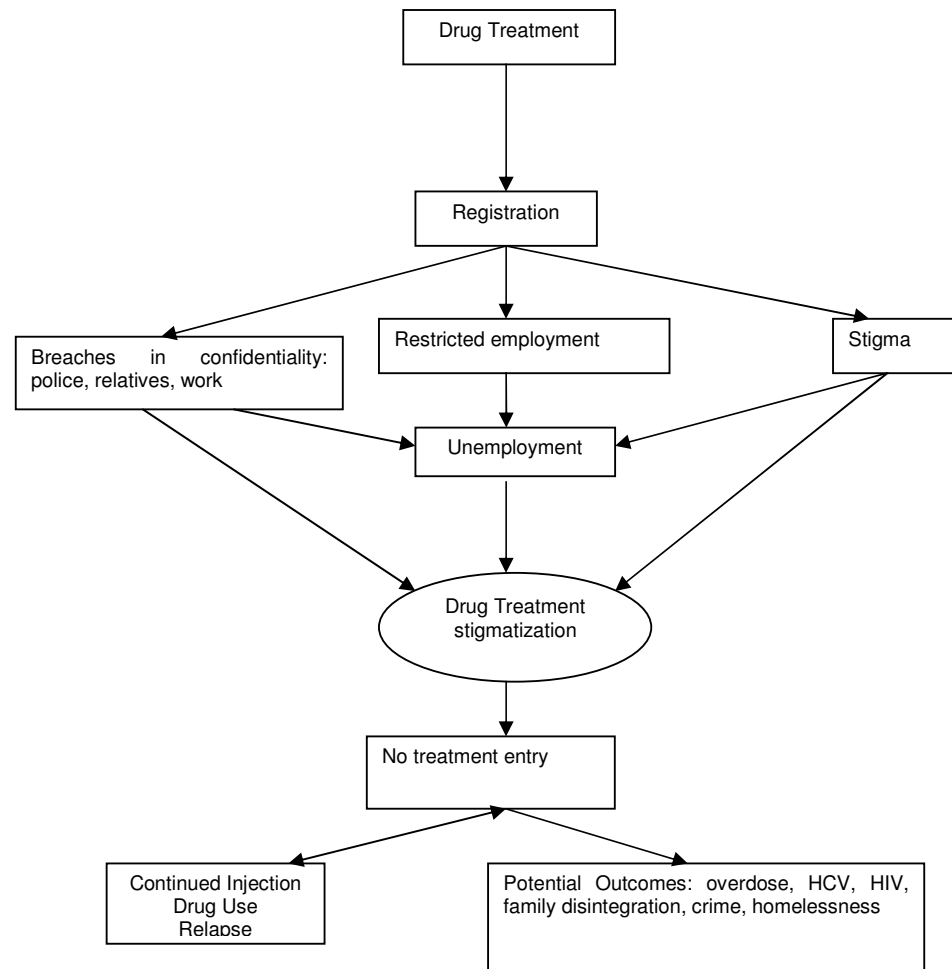 Drug Treatment
Registration
Breaches in confidentiality:
police, relatives, work
Restricted employment
Stigma
Unemployment
Drug Treatment
stigmatization
No treatment entry
Continued Injection
Drug Use
Relapse
Potential Outcomes: overdose, HCV, HIV,
family disintegration, crime, homelessness